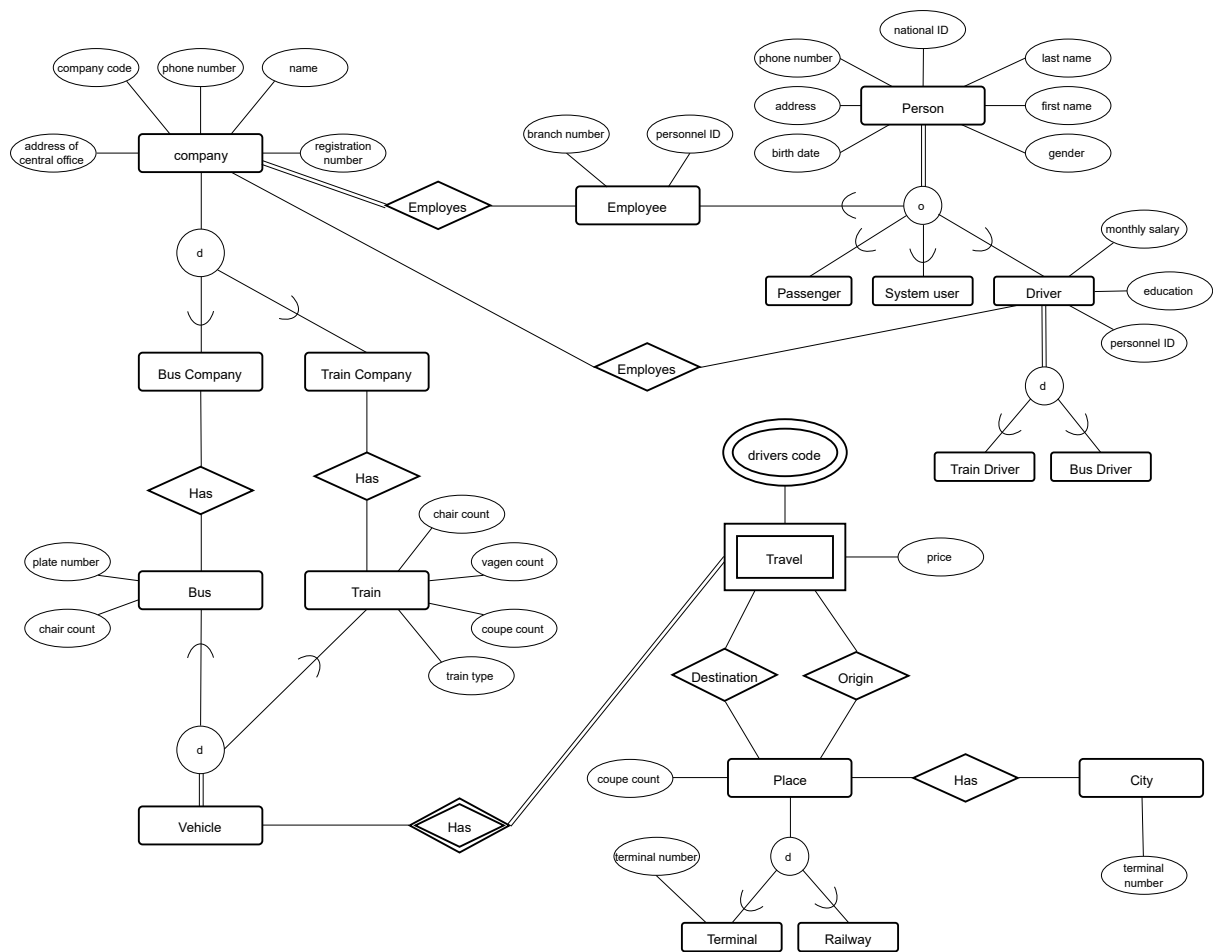 national ID
company code
phone number
name
phone number
last name
address
Person
first name
birth date
gender
address of
central office
company
registration
number
branch number
personnel ID
Employes
Employee
o
monthly salary
d
Passenger
System user
Driver
education
personnel ID
Bus Company
Train Company
Employes
d
drivers code
Train Driver
Bus Driver
Has
Has
chair count
plate number
vagen count
Travel
price
Bus
Train
chair count
coupe count
train type
Destination
Origin
d
coupe count
Place
Has
City
Vehicle
Has
terminal number
d
terminal
number
Terminal
Railway